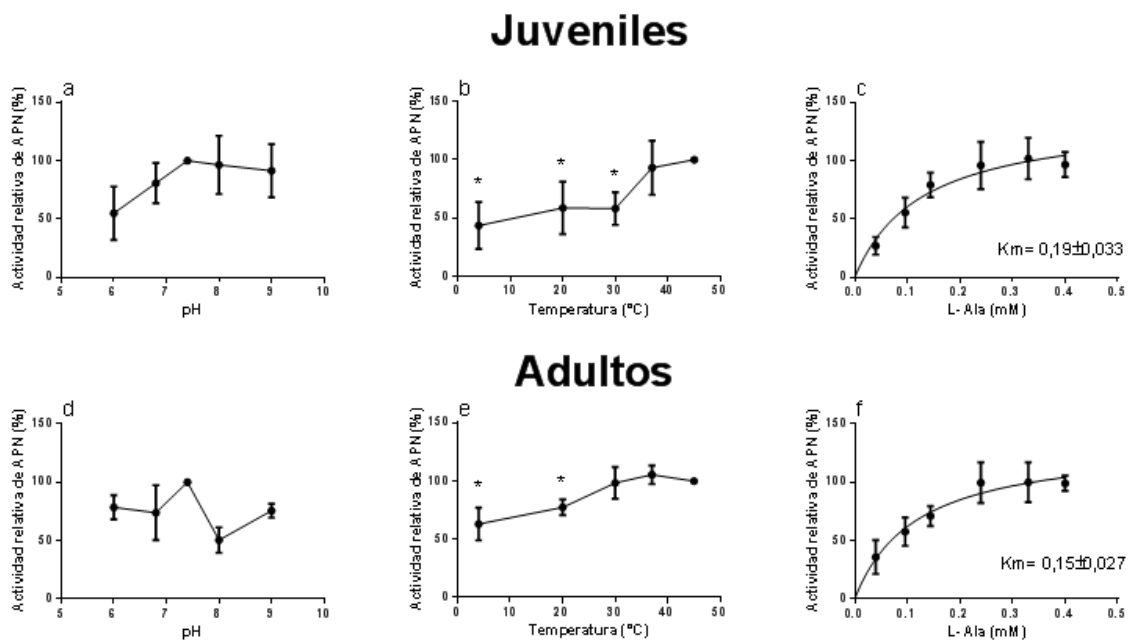 Juveniles
a
Actividad relativa de APN (%)
150
100
50
0
5 6 7 8 9 10
pH
b
Actividad relativa de APN (%)
150
100
50
0
* * *
0 10 20 30 40 50
Temperatura (ºC)
c
Actividad relativa de APN (%)
150
100
50
0
Km= 0,19±0,033
0.0 0.1 0.2 0.3 0.4 0.5
L-Ala (mM)
Adultos
d
Actividad relativa de APN (%)
150
100
50
0
5 6 7 8 9 10
pH
e
Actividad relativa de APN (%)
150
100
50
0
* *
0 10 20 30 40 50
Temperatura (ºC)
f
Actividad relativa de APN (%)
150
100
50
0
Km= 0,15±0,027
0.0 0.1 0.2 0.3 0.4 0.5
L-Ala (mM)